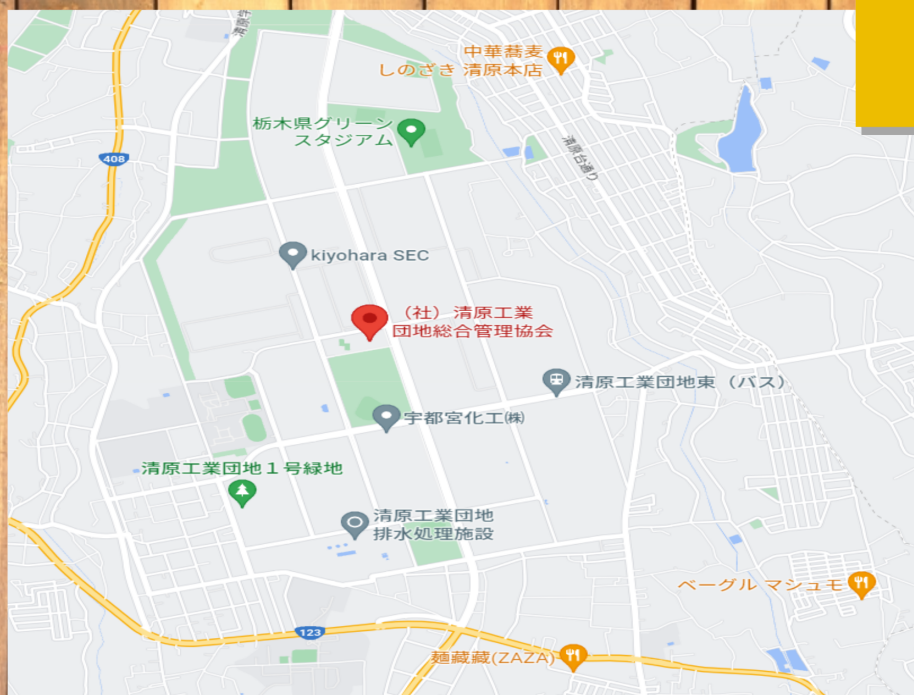 中華蕎麦
しのざき 清原本店
栃木県グリーン
スタジアム
清原台通り
408
kiyohara SEC
（社）清原工業
団地総合管理協会
清原工業団地東（バス）
宇都宮化工㈱
清原工業団地１号緑地
清原工業団地
排水処理施設
ベーグル マシュモ
123
麺藏藏(ZAZA)